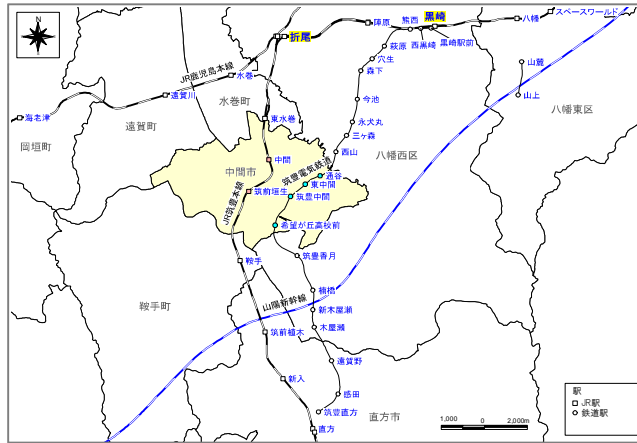 N
スペースワールド
八幡
黒崎
熊西
陣原
折尾
西黒崎
黒崎駅前
萩原
穴生
森下
山麓
山上
JR鹿児島本線
水巻
遠賀川
水巻町
今池
海老津
遠賀町
東水巻
永犬丸
三ヶ森
八幡東区
岡垣町
西山
八幡西区
中間
筑豊電気鉄道
通谷
中間市
東中間
筑前垣生
筑豊中間
JR筑豊本線
希望が丘高校前
鞍手
筑豊香月
楠橋
鞍手町
山陽新幹線
新木屋瀬
木屋瀬
筑前植木
遠賀野
新入
感田
筑豊直方
直方
直方市
駅
JR駅
鉄道駅
1,000 0 2,000m